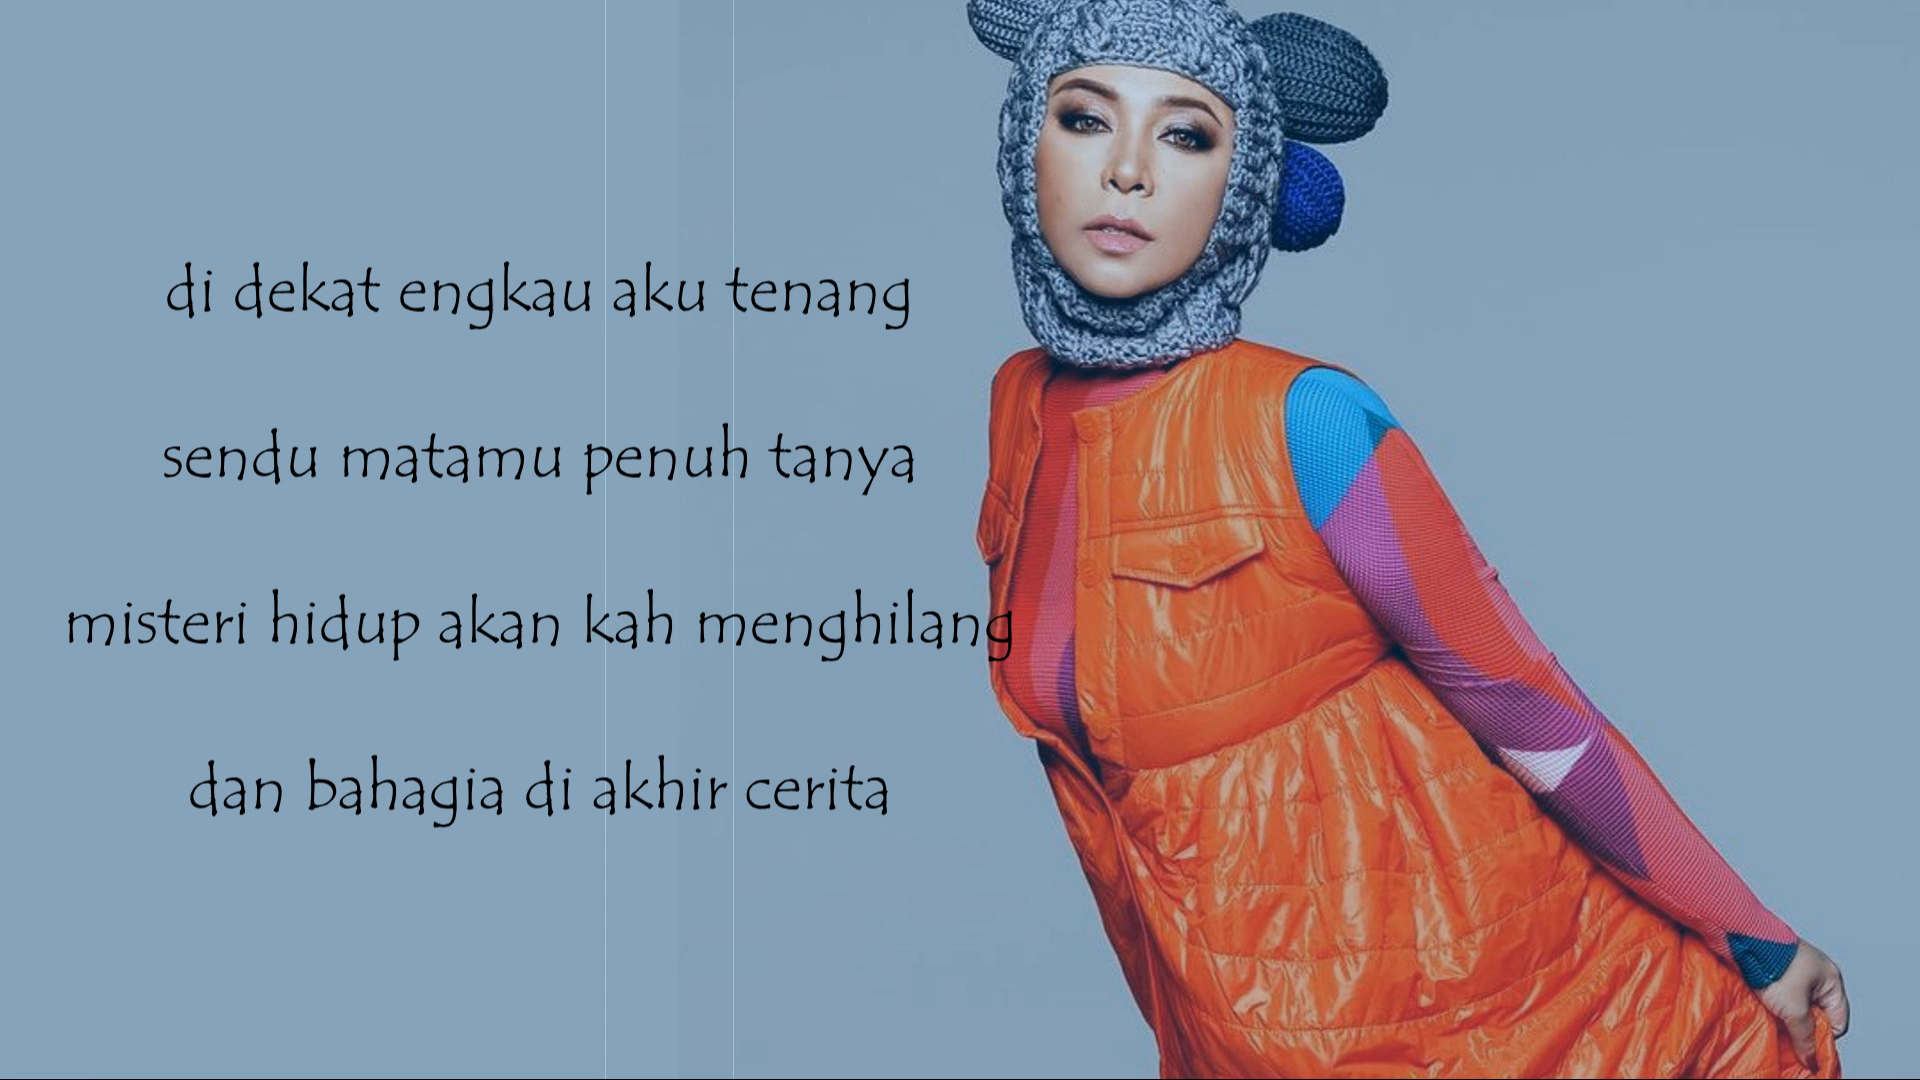 di dekat engkau aku tenang
sendu matamu penuh tanya
misteri hidup akan kah menghilang
dan bahagia di akhir cerita